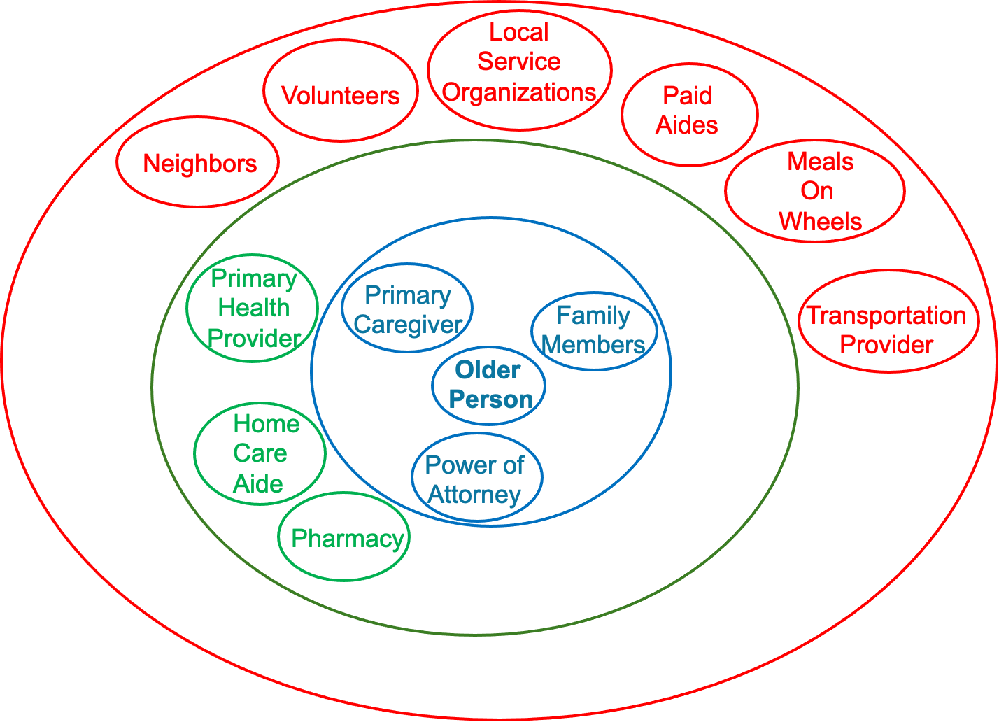 Local
Service
Organizations
Volunteers
Paid
Aides
Neighbors
Meals
On
Wheels
Primary
Health
Provider
Primary
Caregiver
Family
Members
Transportation
Provider
Older
Person
Home
Care
Aide
Power of
Attorney
Pharmacy